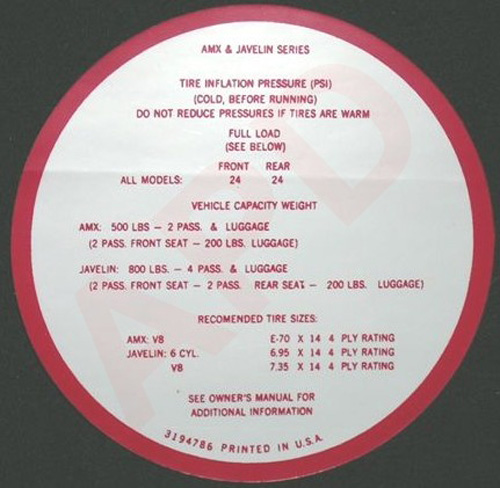 AMX & JAVELIN SERIES
TIRE INFLATION PRESSURE (PSI)
(COLD, BEFORE RUNNING)
DO NOT REDUCE PRESSURES IF TIRES ARE WARM
FULL LOAD
(SEE BELOW)
FRONT REAR
ALL MODELS: 24 24
VEHICLE CAPACITY WEIGHT
AMX: 500 LBS - 2 PASS. & LUGGAGE
(2 PASS. FRONT SEAT - 200 LBS. LUGGAGE)
JAVELIN: 800 LBS. - 4 PASS. & LUGGAGE
(2 PASS. FRONT SEAT - 2 PASS. REAR SEAT - 200 LBS. LUGGAGE)
RECOMENDED TIRE SIZES:
AMX: V8 E-70 X 14 4 PLY RATING
JAVELIN: 6 CYL. 6.95 X 14 4 PLY RATING
V8 7.35 X 14 4 PLY RATING
SEE OWNER'S MANUAL FOR
ADDITIONAL INFORMATION
3194786 PRINTED IN U.S.A.
APD